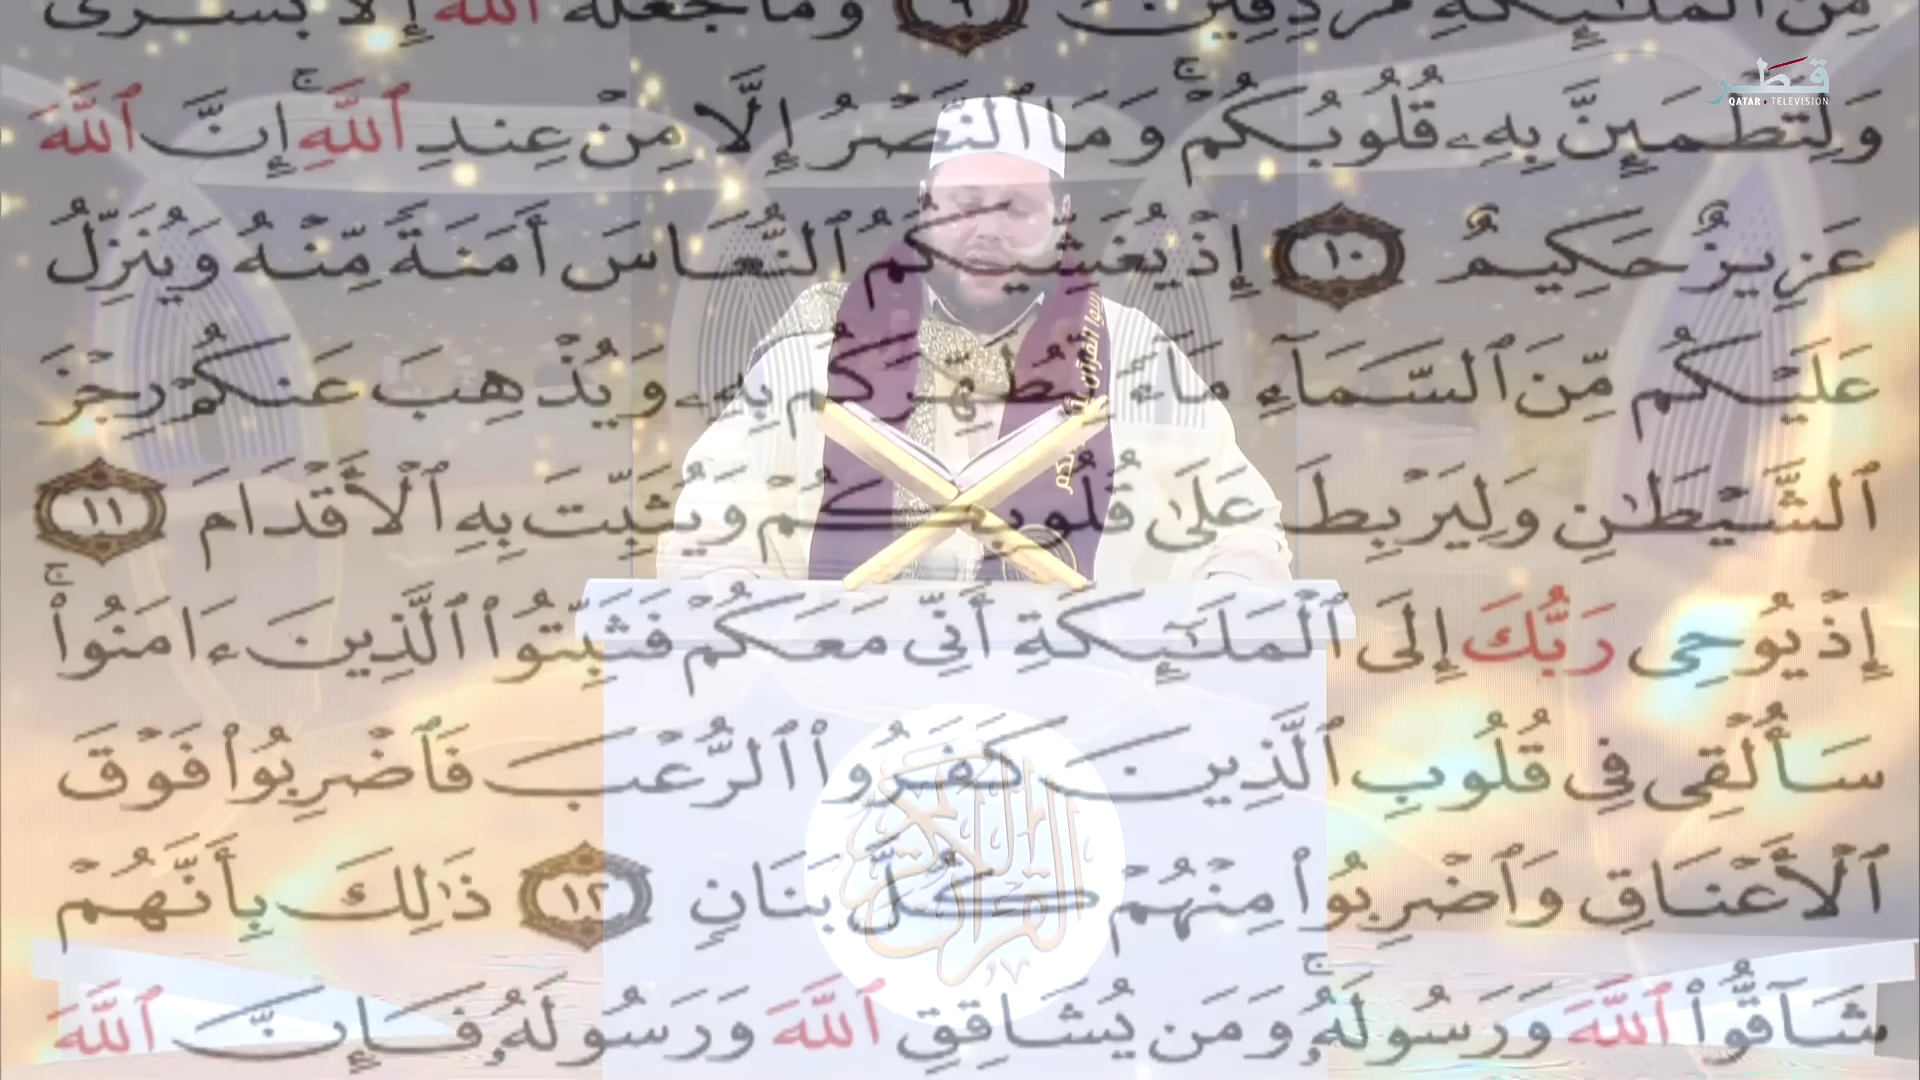 مِّنَ ٱلْمَلَٰٓئِكَةِ مُرْدِفِينَ ٩ وَمَا جَعَلَهُ ٱللَّهُ إِلَّا بُشْرَىٰ
وَلِتَطْمَئِنَّ بِهِۦ قُلُوبُكُمْ ۚ وَمَا ٱلنَّصْرُ إِلَّا مِنْ عِندِ ٱللَّهِ ۚ إِنَّ ٱللَّهَ
عَزِيزٌ حَكِيمٌ ١٠ إِذْ يُغَشِّيكُمُ ٱلنُّعَاسَ أَمَنَةً مِّنْهُ وَيُنَزِّلُ
عَلَيْكُم مِّنَ ٱلسَّمَآءِ مَآءً لِّيُطَهِّرَكُم بِهِۦ وَيُذْهِبَ عَنكُمْ رِجْزَ
ٱلشَّيْطَٰنِ وَلِيَرْبِطَ عَلَىٰ قُلُوبِكُمْ وَيُثَبِّتَ بِهِ ٱلْأَقْدَامَ ١١
إِذْ يُوحِى رَبُّكَ إِلَى ٱلْمَلَٰٓئِكَةِ أَنِّى مَعَكُمْ فَثَبِّتُوا۟ ٱلَّذِينَ ءَامَنُوا۟ ۚ
سَأُلْقِى فِى قُلُوبِ ٱلَّذِينَ كَفَرُوا۟ ٱلرُّعْبَ فَٱضْرِبُوا۟ فَوْقَ
ٱلْأَعْنَاقِ وَٱضْرِبُوا۟ مِنْهُمْ كُلَّ بَنَانٍ ١٢ ذَٰلِكَ بِأَنَّهُمْ
شَآقُّوا۟ ٱللَّهَ وَرَسُولَهُۥ ۚ وَمَن يُشَاقِقِ ٱللَّهَ وَرَسُولَهُۥ فَإِنَّ ٱللَّهَ
قطر
QATAR TELEVISION
القرآن الكريم